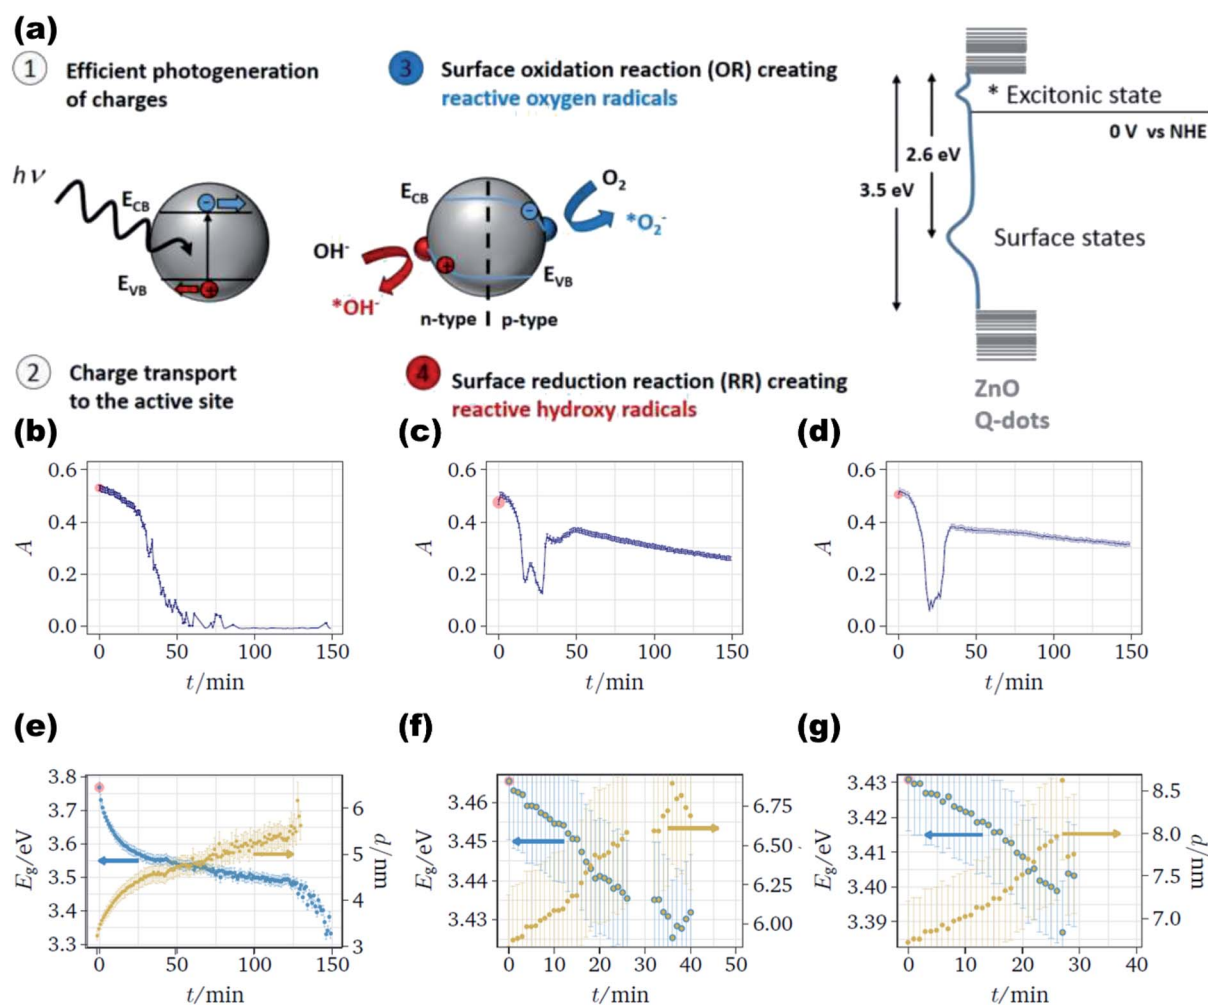 (a)
1 Efficient photogeneration
of charges
3 Surface oxidation reaction (OR) creating
reactive oxygen radicals
* Excitonic state
0 V vs NHE
2.6 eV
3.5 eV
Surface states
ZnO
Q-dots
hν
E_CB
E_VB
E_CB
O₂
*O₂⁻
OH⁻
*OH⁻
E_VB
n-type p-type
2 Charge transport
to the active site
4 Surface reduction reaction (RR) creating
reactive hydroxy radicals
(b)
0.6
0.4
0.2
0.0
A
0 50 100 150
t/min
(c)
0.6
0.4
0.2
0.0
A
0 50 100 150
t/min
(d)
0.6
0.4
0.2
0.0
A
0 50 100 150
t/min
(e)
3.8
3.7
3.6
3.5
3.4
3.3
E_g/eV
6
5
4
3
d/nm
0 50 100 150
t/min
(f)
3.46
3.45
3.44
3.43
E_g/eV
6.75
6.50
6.25
6.00
d/nm
0 10 20 30 40 50
t/min
(g)
3.43
3.42
3.41
3.40
3.39
E_g/eV
8.5
8.0
7.5
7.0
d/nm
0 10 20 30 40
t/min